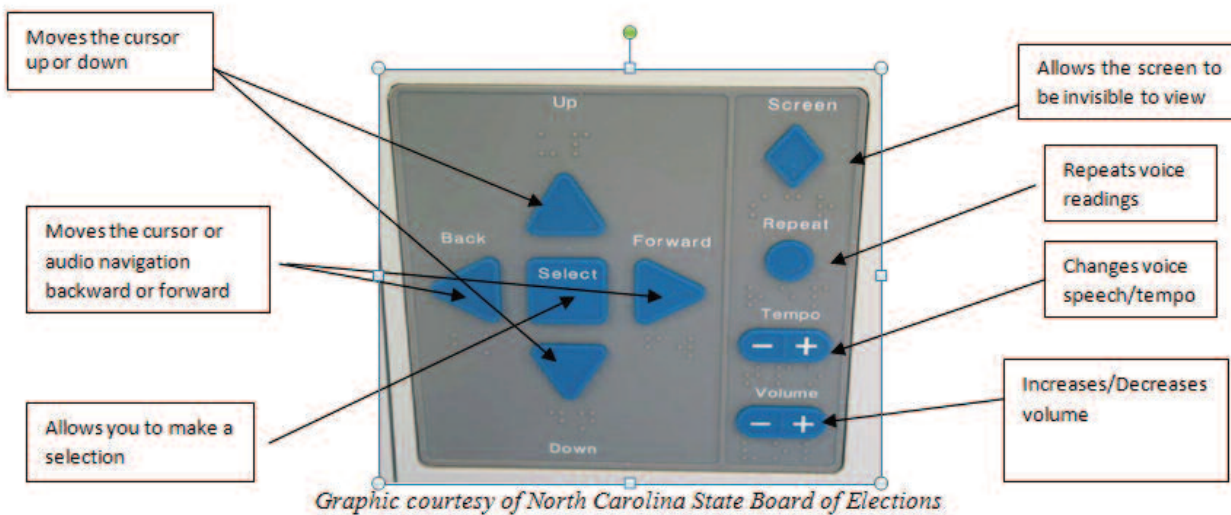 Moves the cursor
up or down
Moves the cursor or
audio navigation
backward or forward
Allows you to make a
selection
Up
Back
Select
Forward
Down
Screen
Repeat
Tempo
− +
Volume
− +
Allows the screen to
be invisible to view
Repeats voice
readings
Changes voice
speech/tempo
Increases/Decreases
volume
Graphic courtesy of North Carolina State Board of Elections